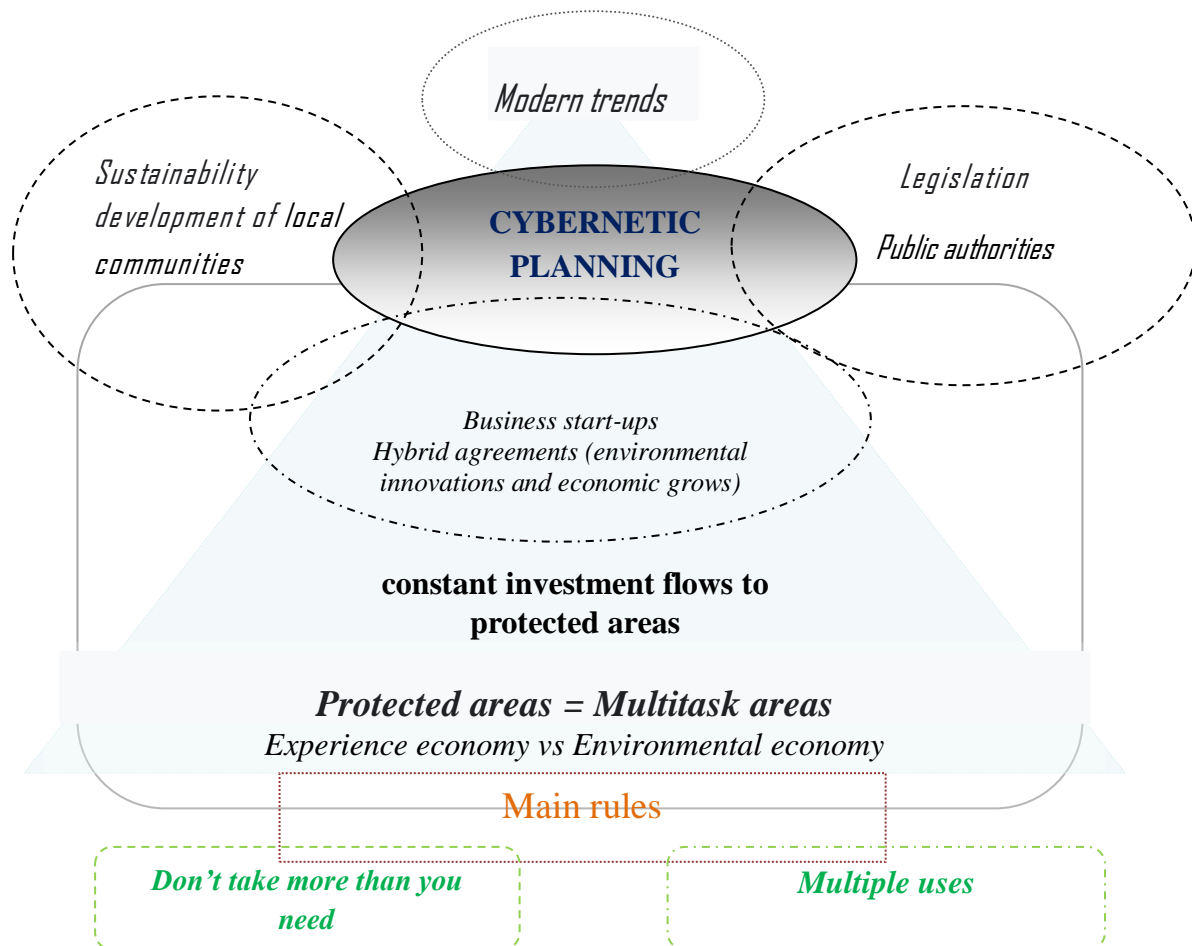 Modern trends
Sustainability
development of local
communities
CYBERNETIC
PLANNING
Legislation
Public authorities
Business start-ups
Hybrid agreements (environmental
innovations and economic grows)
constant investment flows to
protected areas
Protected areas = Multitask areas
Experience economy vs Environmental economy
Main rules
Don’t take more than you
need
Multiple uses